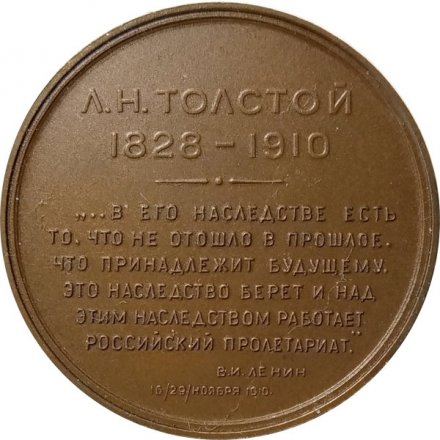 Л.Н.ТОЛСТОЙ
1828 – 1910
„... В ЕГО НАСЛЕДСТВЕ ЕСТЬ
ТО, ЧТО НЕ ОТОШЛО В ПРОШЛОЕ,
ЧТО ПРИНАДЛЕЖИТ БУДУЩЕМУ.
ЭТО НАСЛЕДСТВО БЕРЕТ И НАД
ЭТИМ НАСЛЕДСТВОМ РАБОТАЕТ
РОССИЙСКИЙ ПРОЛЕТАРИАТ."
В.И. ЛЕНИН
16/29/НОЯБРЯ 1910.